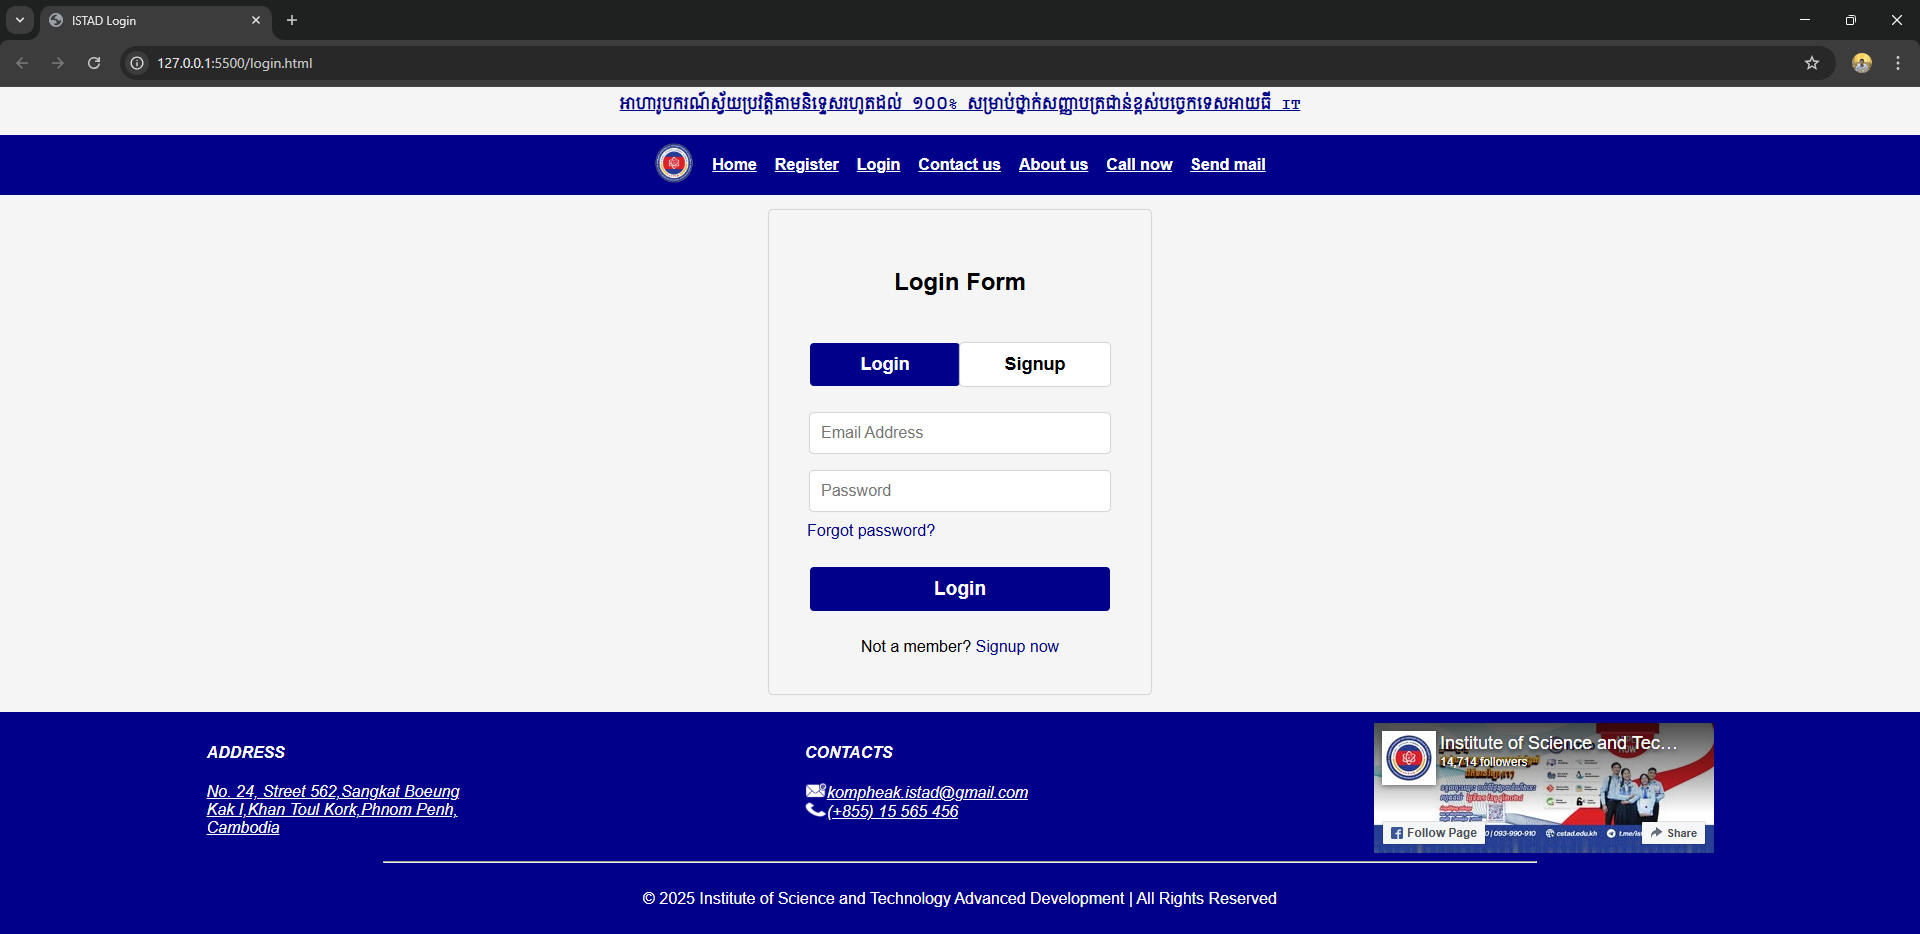 ISTAD Login
127.0.0.1:5500/login.html
អាហារូបករណ៍ស្វ័យប្រវត្តិតាមនិទ្ទេសរហូតដល់ ១០០% សម្រាប់ថ្នាក់សញ្ញាបត្រជាន់ខ្ពស់បច្ចេកទេសអាយធី IT
Home Register Login Contact us About us Call now Send mail
Login Form
Login Signup
Email Address
Password
Forgot password?
Login
Not a member? Signup now
ADDRESS
No. 24, Street 562,Sangkat Boeung
Kak I,Khan Toul Kork,Phnom Penh,
Cambodia
CONTACTS
kompheak.istad@gmail.com
(+855) 15 565 456
Institute of Science and Tec...
14,714 followers
Follow Page
093-990-910 cstad.edu.kh
Share
© 2025 Institute of Science and Technology Advanced Development | All Rights Reserved